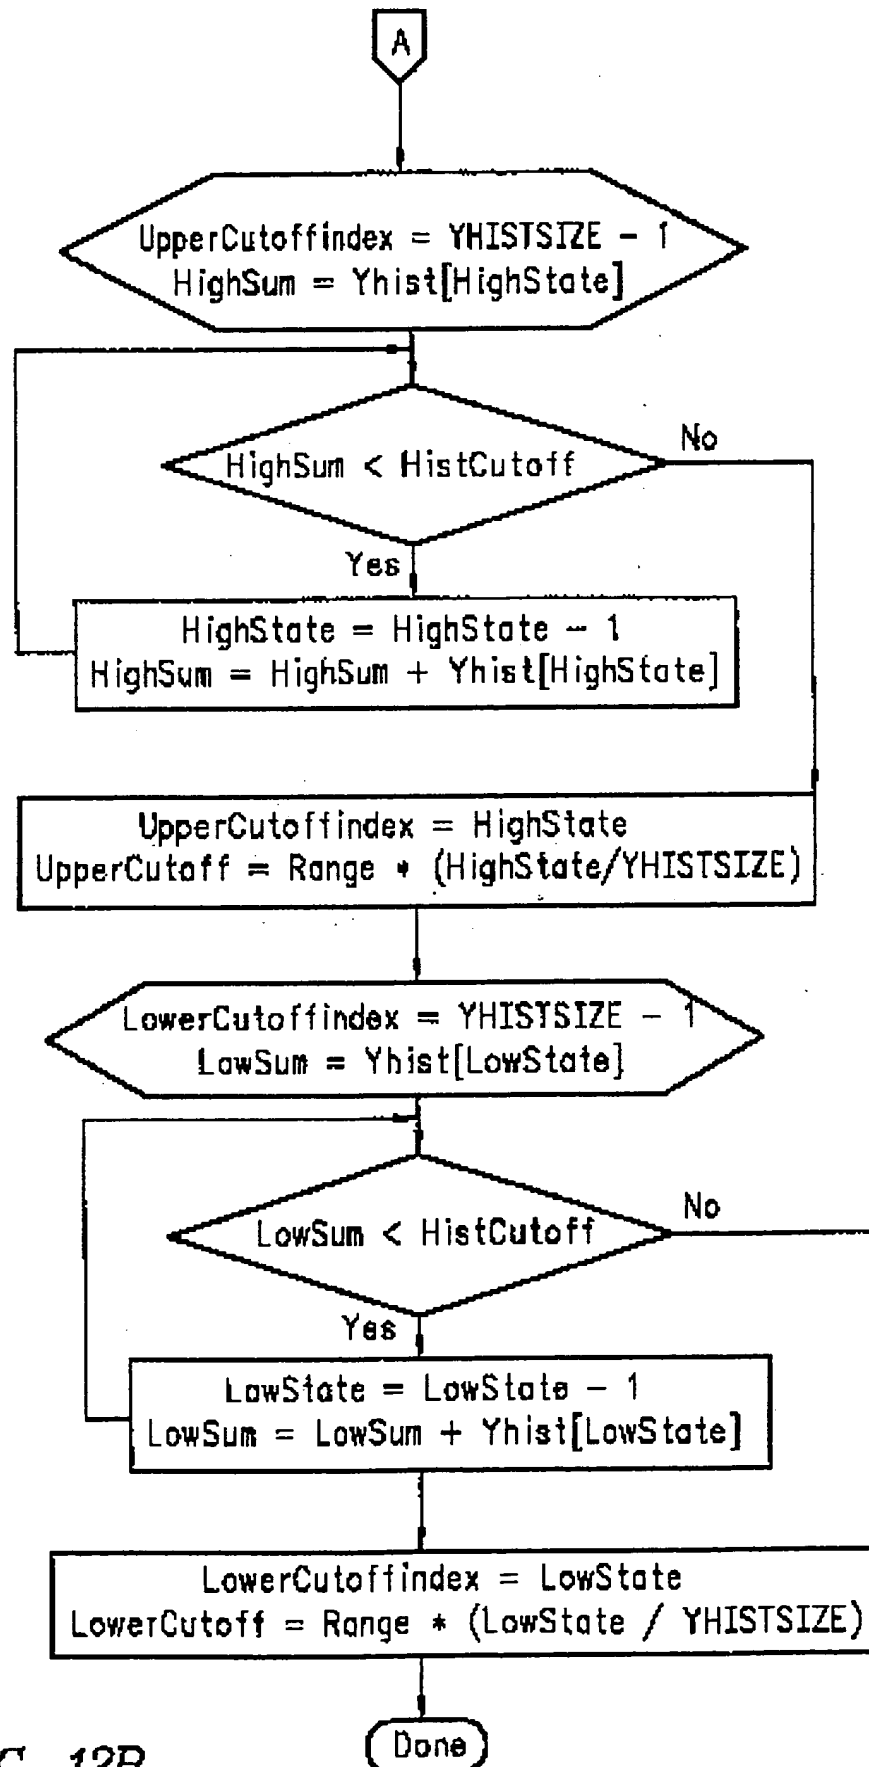 A
UpperCutoffindex = YHISTSIZE - 1
HighSum = Yhist[HighState]
HighSum < HistCutoff
No
Yes
HighState = HighState - 1
HighSum = HighSum + Yhist[HighState]
UpperCutoffindex = HighState
UpperCutoff = Range * (HighState/YHISTSIZE)
LowerCutoffindex = YHISTSIZE - 1
LowSum = Yhist[LowState]
LowSum < HistCutoff
No
Yes
LowState = LowState - 1
LowSum = LowSum + Yhist[LowState]
LowerCutoffindex = LowState
LowerCutoff = Range * (LowState / YHISTSIZE)
Done
12B